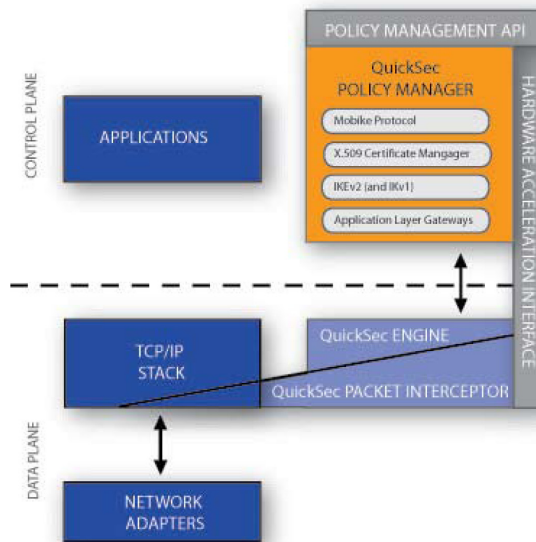 POLICY MANAGEMENT API
QuickSec
POLICY MANAGER
Mobike Protocol
X.509 Certificate Mangager
IKEv2 (and IKv1)
Application Layer Gateways
HARDWARE ACCELERATION INTERFACE
CONTROL PLANE
APPLICATIONS
TCP/IP
STACK
QuickSec ENGINE
QuickSec PACKET INTERCEPTOR
DATA PLANE
NETWORK
ADAPTERS